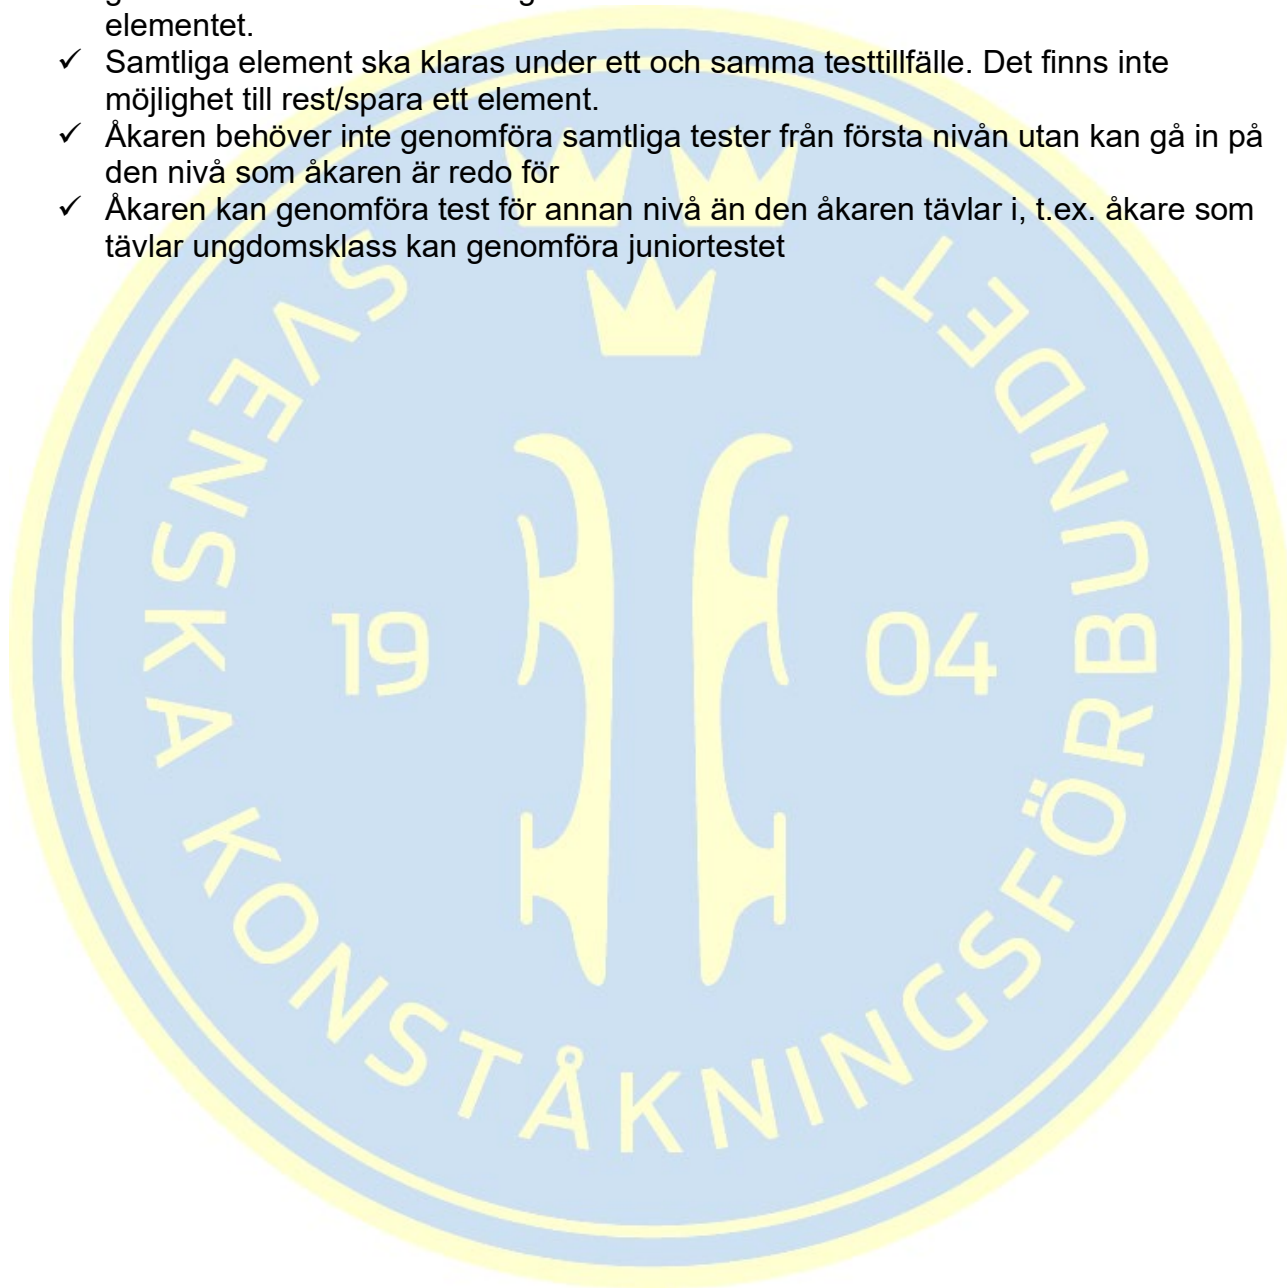 elementet.
✓ Samtliga element ska klaras under ett och samma testtillfälle. Det finns inte
möjlighet till rest/spara ett element.
✓ Åkaren behöver inte genomföra samtliga tester från första nivån utan kan gå in på
den nivå som åkaren är redo för
✓ Åkaren kan genomföra test för annan nivå än den åkaren tävlar i, t.ex. åkare som
tävlar ungdomsklass kan genomföra juniortestet
SVENSKA KONSTÅKNINGSFÖRBUNDET
19 04